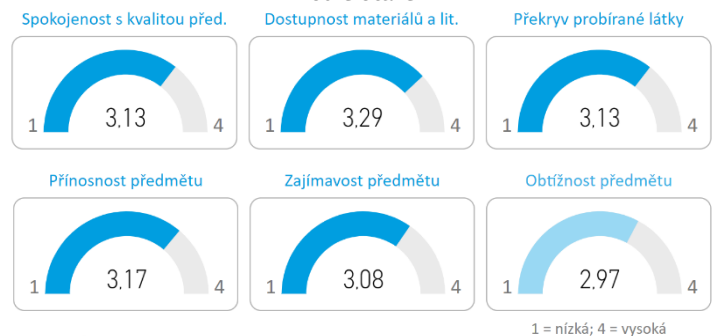 Spokojenost s kvalitou před. Dostupnost materiálů a lit. Překryv probírané látky
1 3,13 4 1 3,29 4 1 3,13 4
Přínosnost předmětu Zajímavost předmětu Obtížnost předmětu
1 3,17 4 1 3,08 4 1 2,97 4
1 = nízká; 4 = vysoká